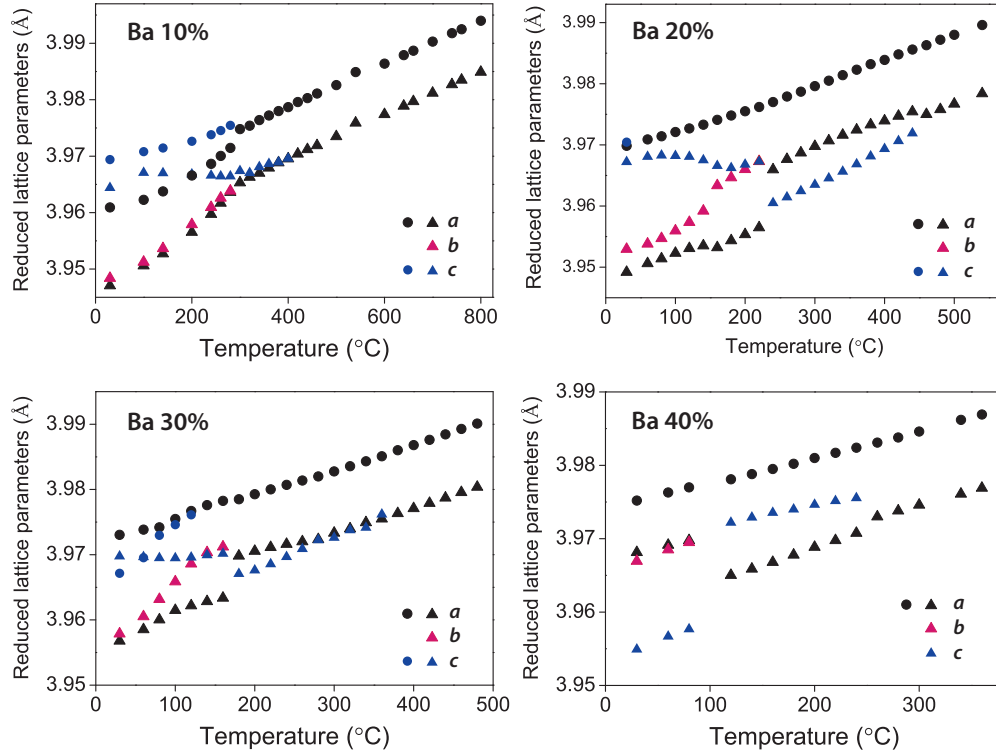 Reduced lattice parameters (Å)
3.99
3.98
3.97
3.96
3.95
Ba 10%
a
b
c
0
200
400
600
800
Temperature (°C)
Reduced lattice parameters (Å)
3.99
3.98
3.97
3.96
3.95
Ba 20%
a
b
c
0
100
200
300
400
500
Temperature (°C)
Reduced lattice parameters (Å)
3.99
3.98
3.97
3.96
3.95
Ba 30%
a
b
c
0
100
200
300
400
500
Temperature (°C)
Reduced lattice parameters (Å)
3.99
3.98
3.97
3.96
3.95
Ba 40%
a
b
c
0
100
200
300
Temperature (°C)